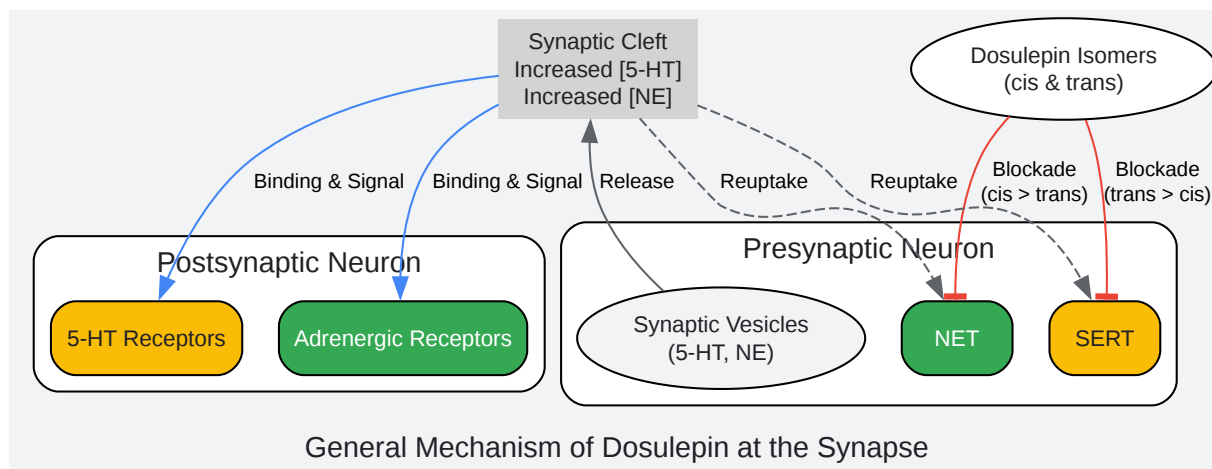 Synaptic Cleft
Increased [5-HT]
Increased [NE]
Dosulepin Isomers
(cis & trans)
Binding & Signal
Binding & Signal
Release
Reuptake
Reuptake
Blockade
(cis > trans)
Blockade
(trans > cis)
Postsynaptic Neuron
5-HT Receptors
Adrenergic Receptors
Presynaptic Neuron
Synaptic Vesicles
(5-HT, NE)
NET
SERT
General Mechanism of Dosulepin at the Synapse